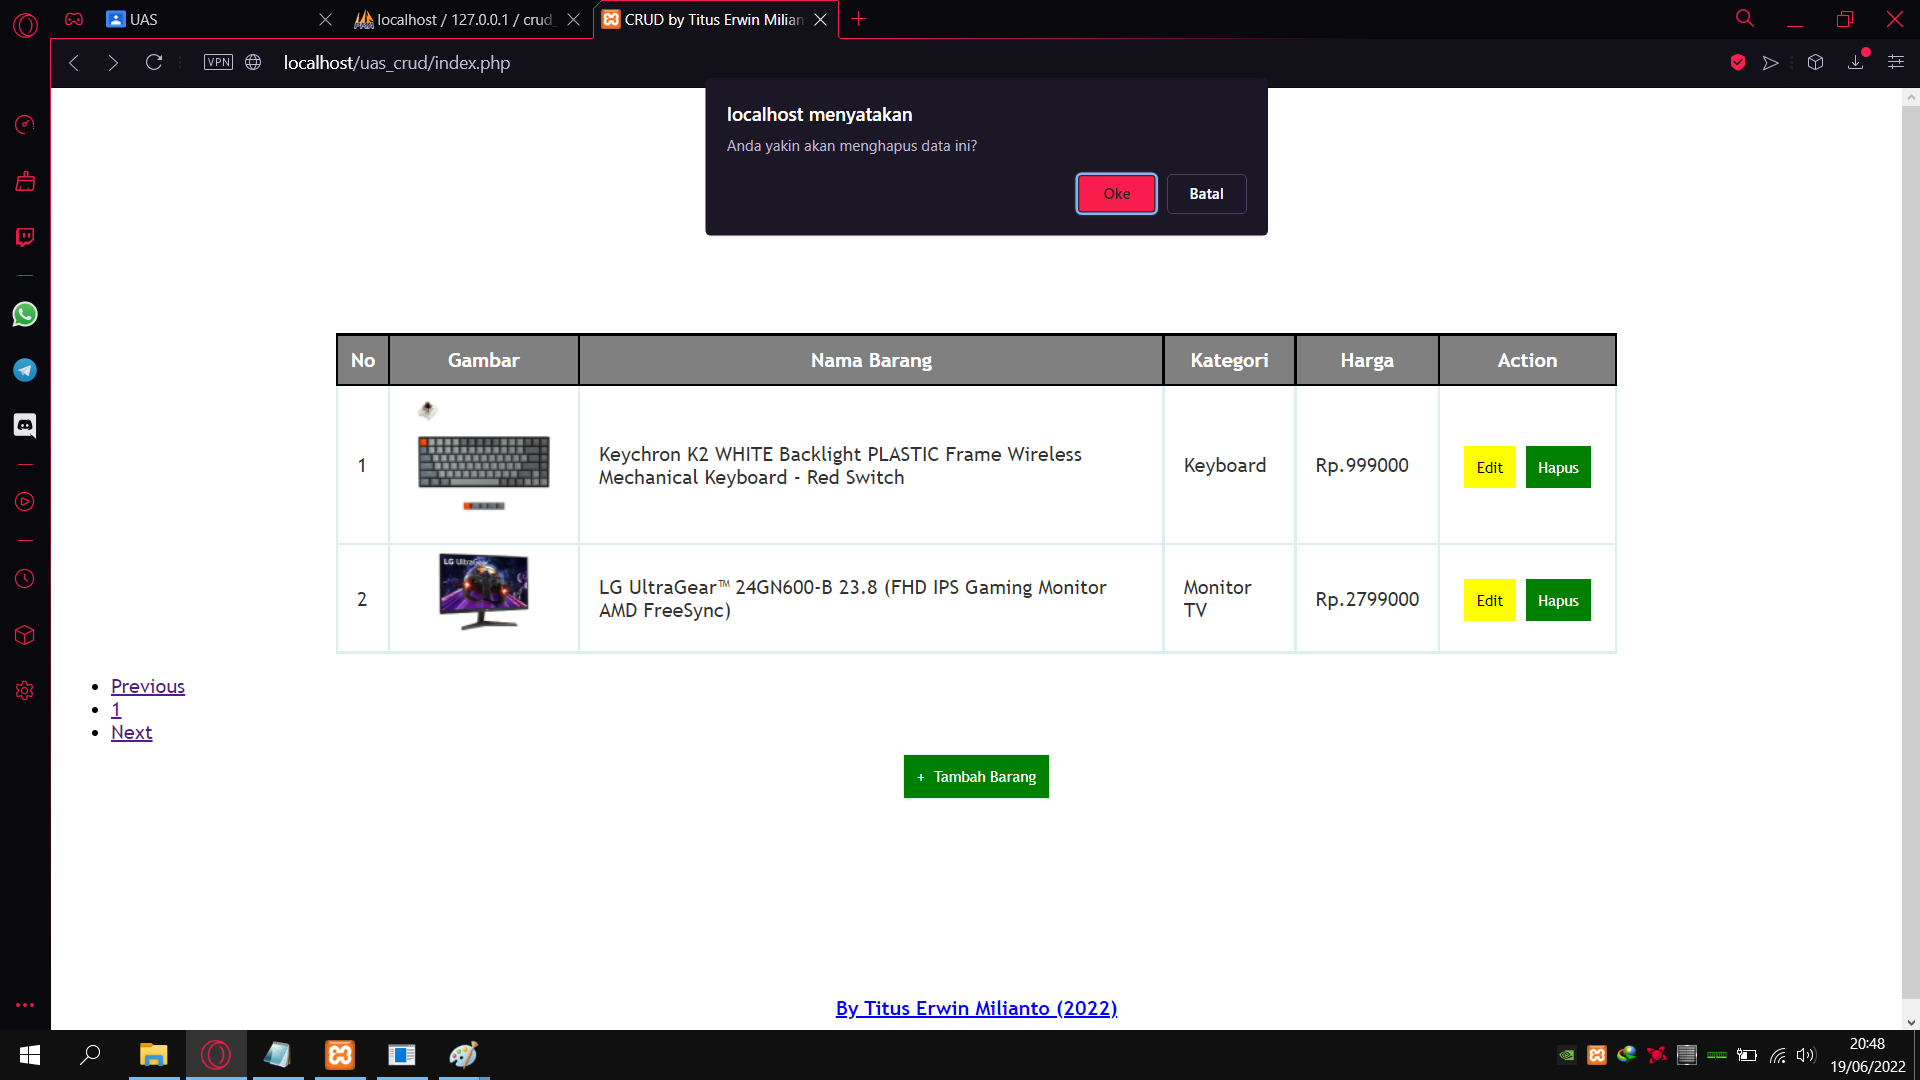 UAS
localhost / 127.0.0.1 / crud_
CRUD by Titus Erwin Milian
VPN
localhost/uas_crud/index.php
localhost menyatakan
Anda yakin akan menghapus data ini?
Oke
Batal
No
Gambar
Nama Barang
Kategori
Harga
Action
1
Keychron K2 WHITE Backlight PLASTIC Frame Wireless
Mechanical Keyboard - Red Switch
Keyboard
Rp.999000
Edit
Hapus
2
LG UltraGear
LG UltraGear™ 24GN600-B 23.8 (FHD IPS Gaming Monitor
AMD FreeSync)
Monitor
TV
Rp.2799000
Edit
Hapus
Previous
1
Next
+ Tambah Barang
By Titus Erwin Milianto (2022)
20:48
19/06/2022